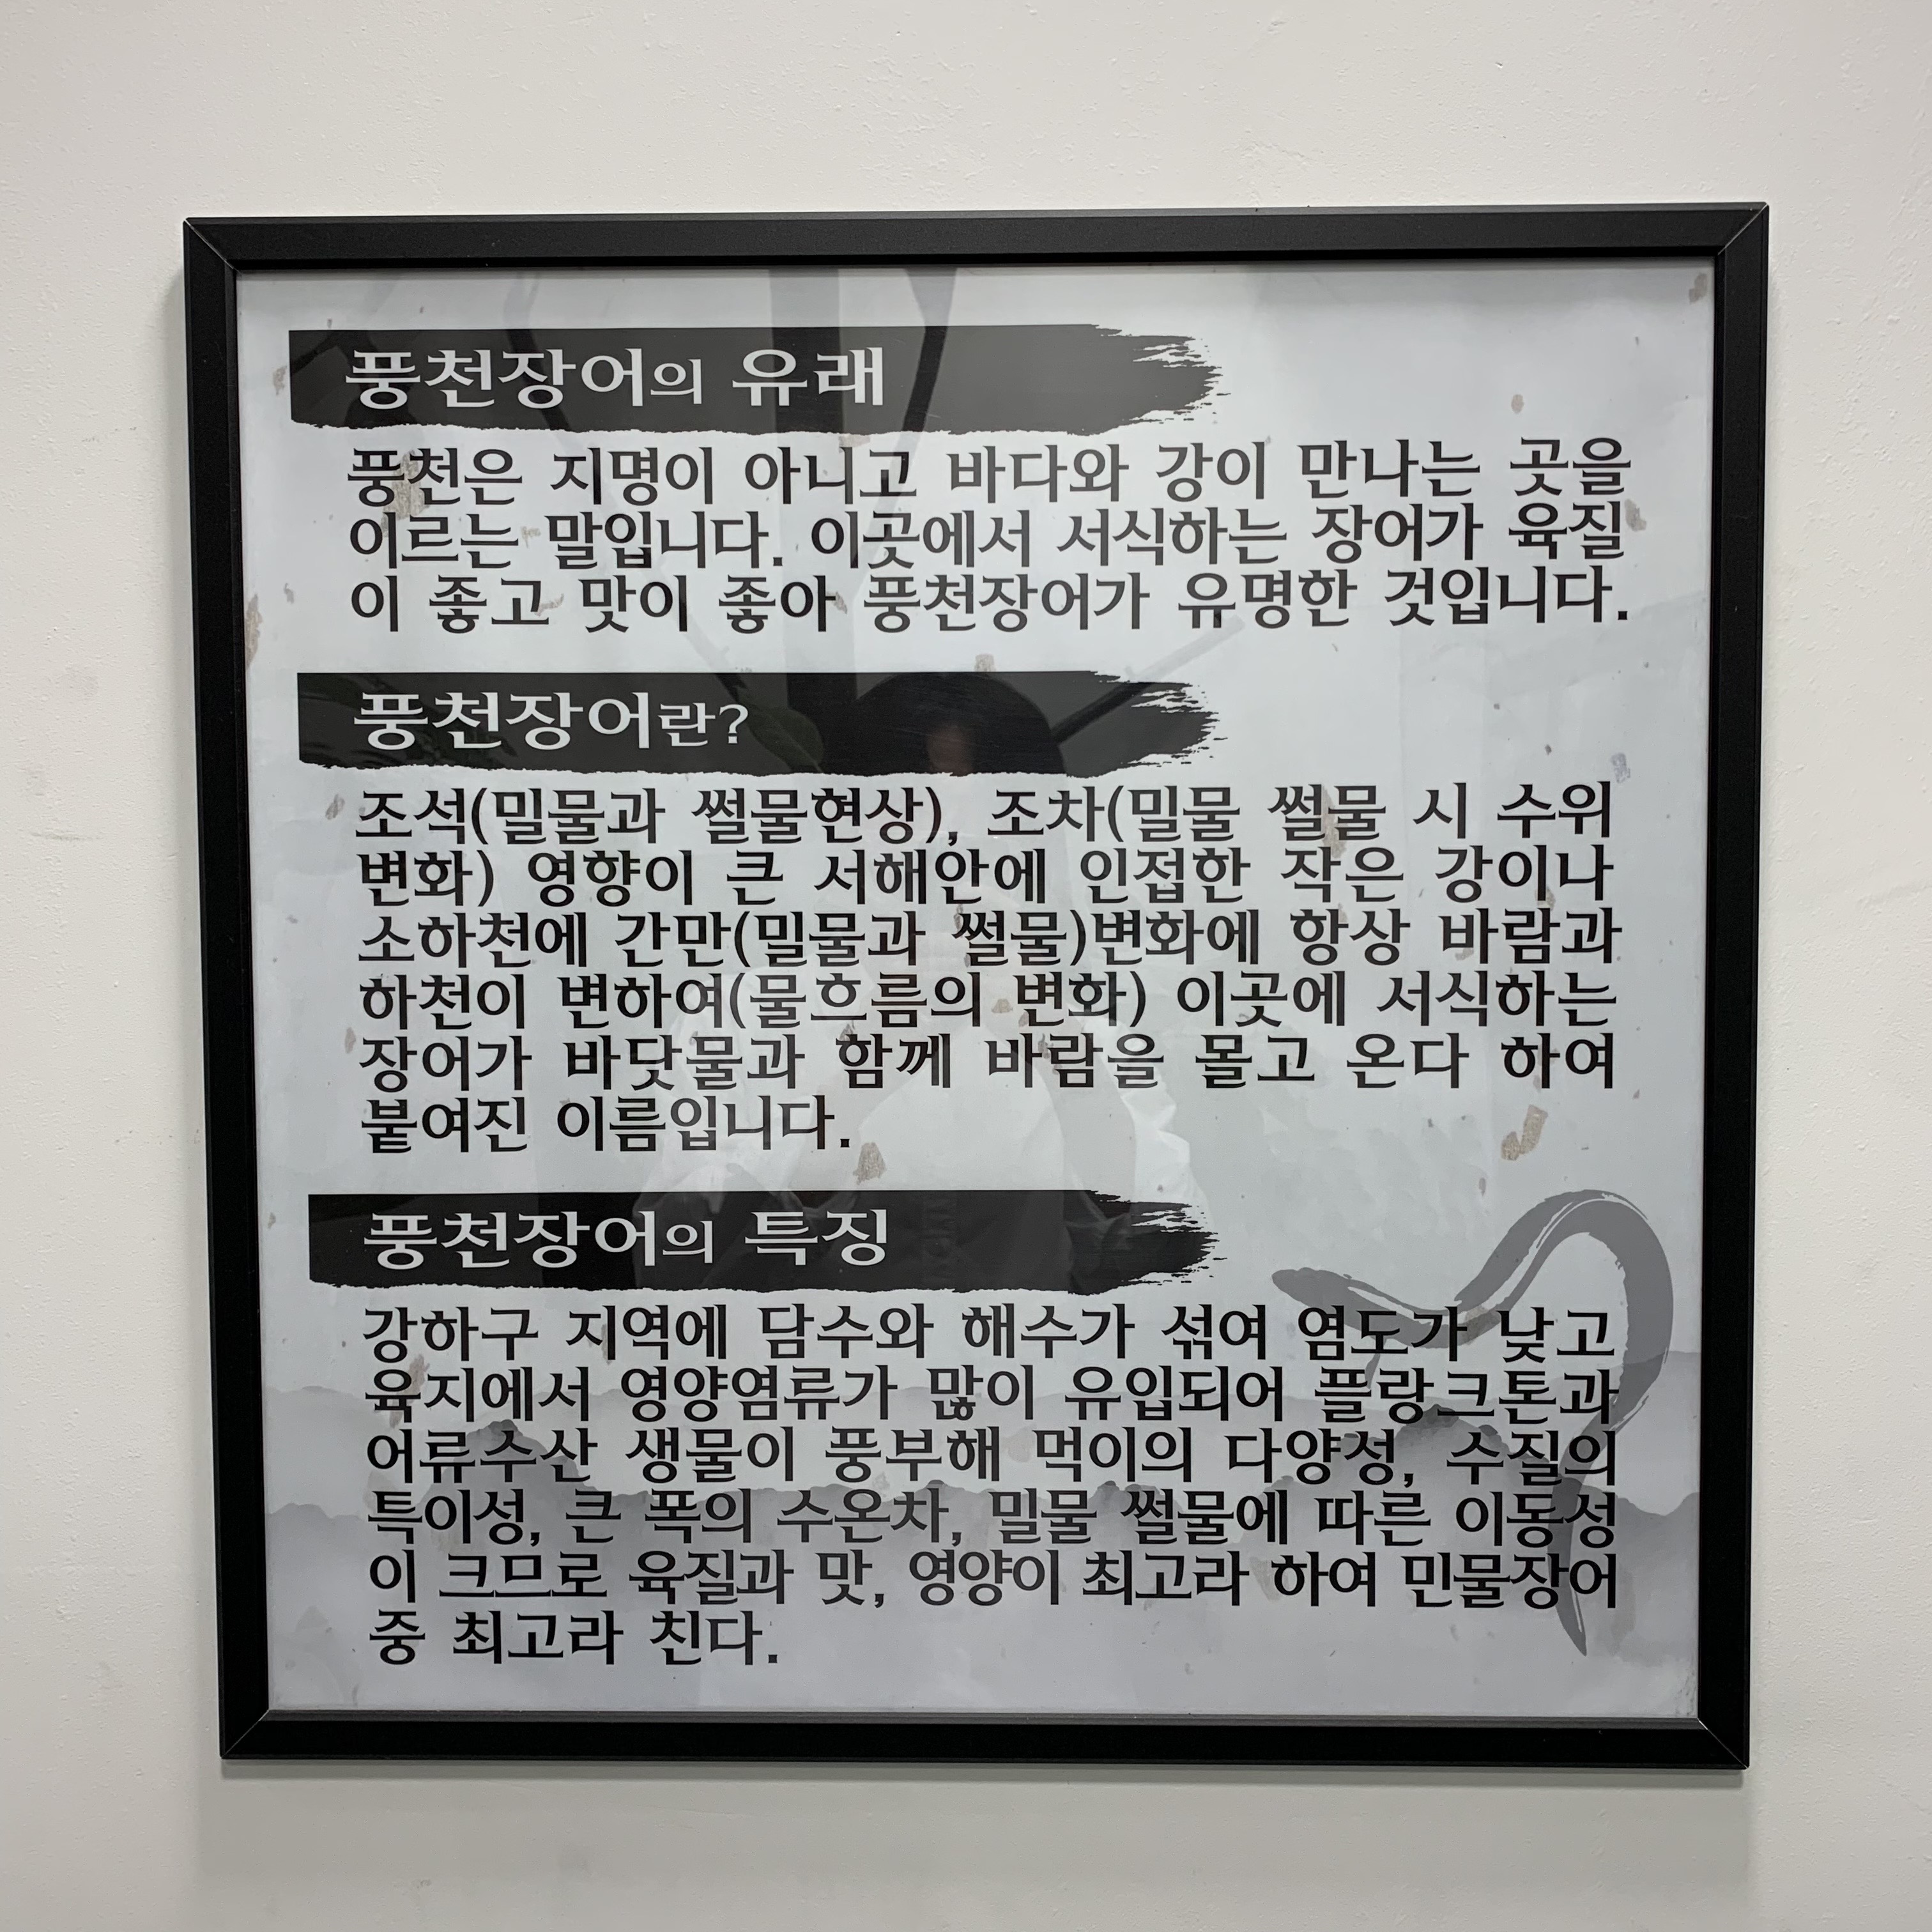 풍천장어의 유래
풍천은 지명이 아니고 바다와 강이 만나는 곳을
이르는 말입니다. 이곳에서 서식하는 장어가 육질
이 좋고 맛이 좋아 풍천장어가 유명한 것입니다.
풍천장어란?
조석(밀물과 썰물현상), 조차(밀물 썰물 시 수위
변화) 영향이 큰 서해안에 인접한 작은 강이나
소하천에 간만(밀물과 썰물)변화에 항상 바람과
하천이 변하여(물흐름의 변화) 이곳에 서식하는
장어가 바닷물과 함께 바람을 몰고 온다 하여
붙여진 이름입니다.
풍천장어의 특징
강하구 지역에 담수와 해수가 섞여 염도가 낮고
육지에서 영양염류가 많이 유입되어 플랑크톤과
어류수산 생물이 풍부해 먹이의 다양성, 수질의
특이성, 큰 폭의 수온차, 밀물 썰물에 따른 이동성
이 크므로 육질과 맛, 영양이 최고라 하여 민물장어
중 최고라 친다.